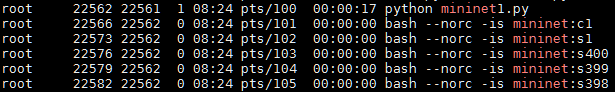 root 22562 22561 1 08:24 pts/100 00:00:17 python mininet1.py
root 22566 22562 0 08:24 pts/101 00:00:00 bash --norc -is mininet:c1
root 22573 22562 0 08:24 pts/102 00:00:00 bash --norc -is mininet:s1
root 22576 22562 0 08:24 pts/103 00:00:00 bash --norc -is mininet:s400
root 22579 22562 0 08:24 pts/104 00:00:00 bash --norc -is mininet:s399
root 22582 22562 0 08:24 pts/105 00:00:00 bash --norc -is mininet:s398